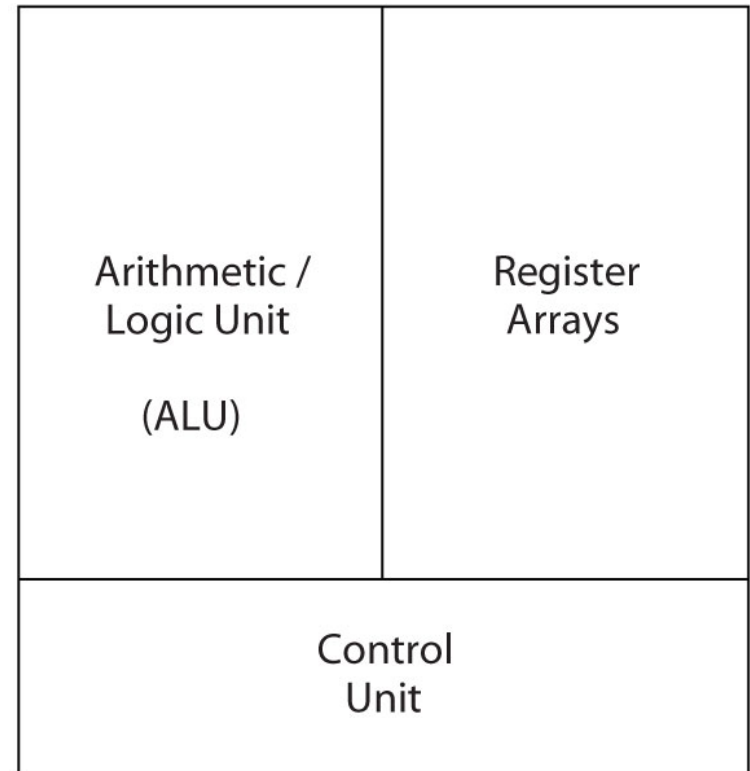 Arithmetic /
Logic Unit
(ALU)
Register
Arrays
Control
Unit